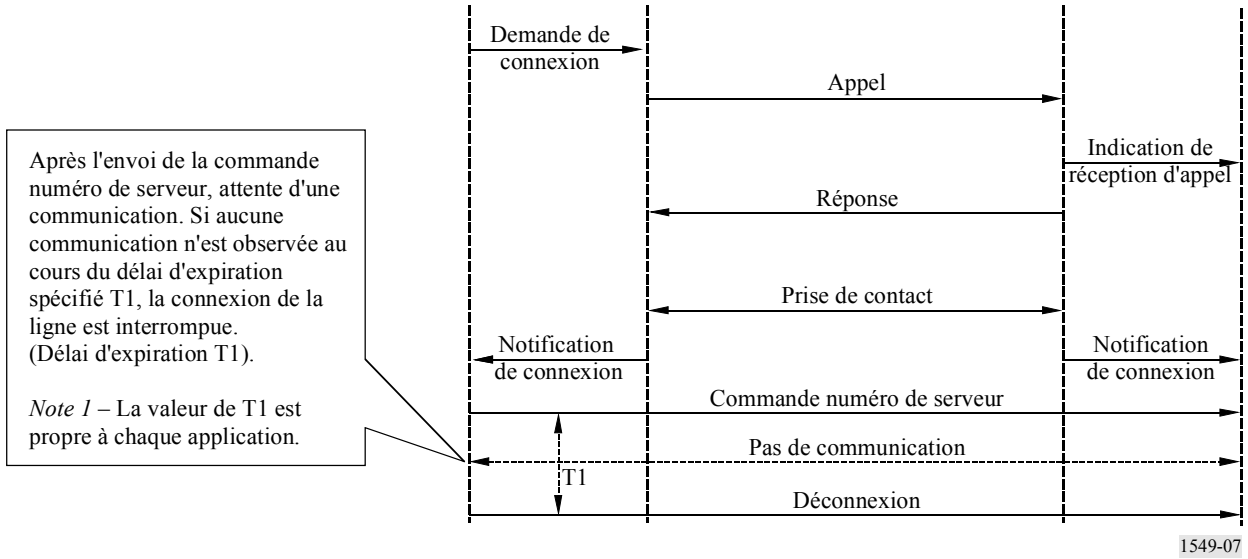 Demande de
connexion
Appel
Indication de
réception d'appel
Réponse
Prise de contact
Notification
de connexion
Notification
de connexion
Commande numéro de serveur
Pas de communication
T1
Déconnexion
Après l'envoi de la commande
numéro de serveur, attente d'une
communication. Si aucune
communication n'est observée au
cours du délai d'expiration
spécifié T1, la connexion de la
ligne est interrompue.
(Délai d'expiration T1).
Note 1 – La valeur de T1 est
propre à chaque application.
1549-07